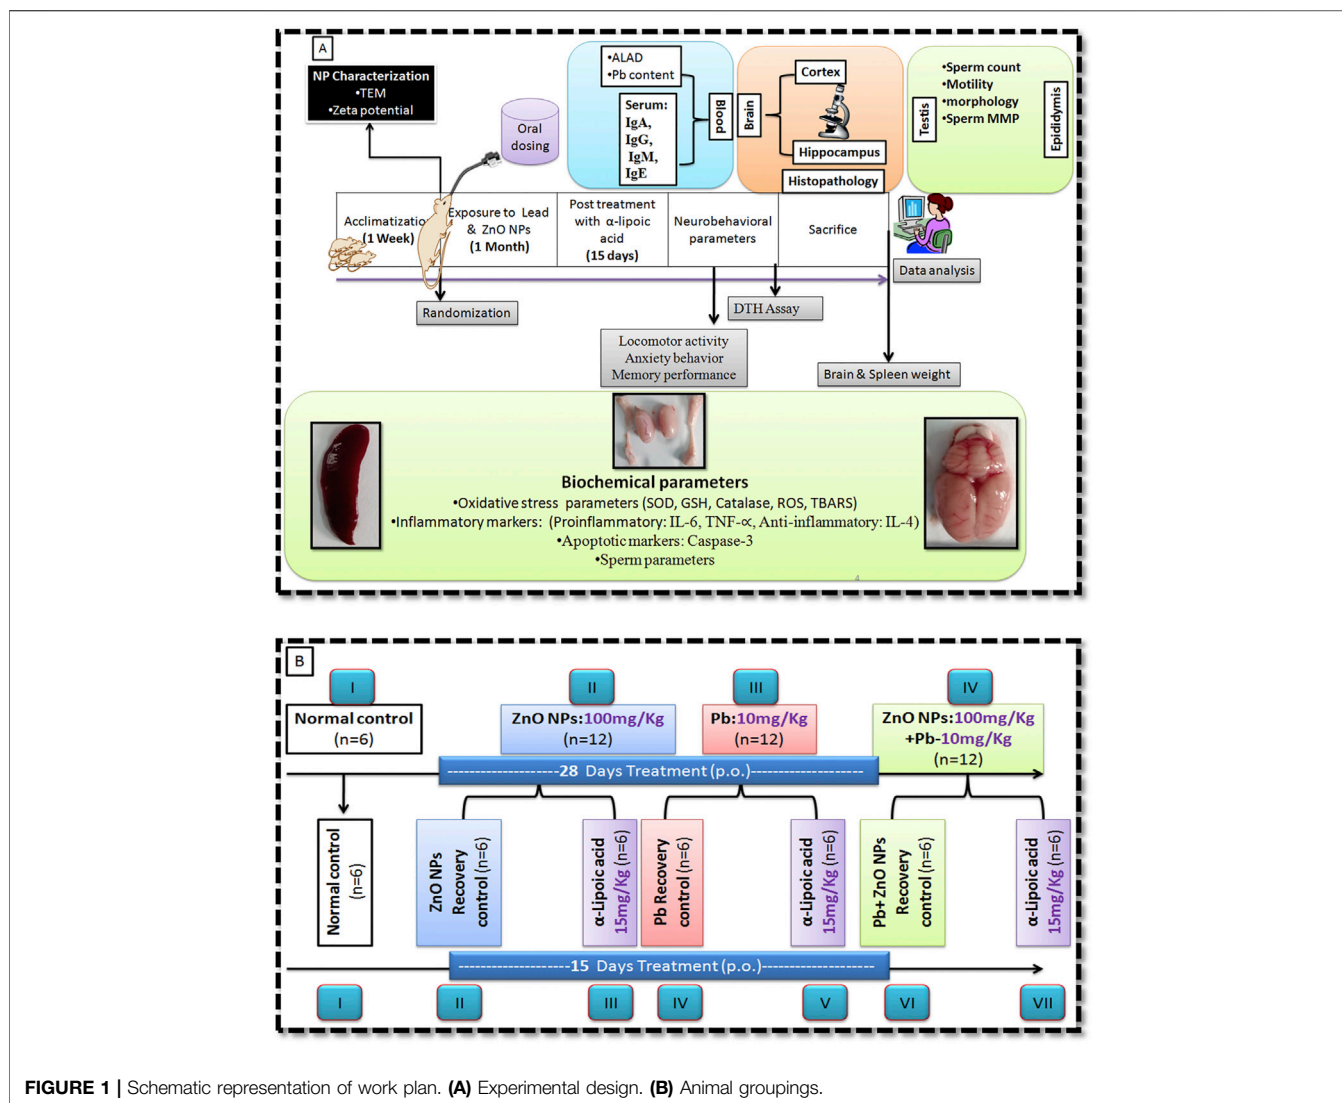 A
NP Characterization
•TEM
•Zeta potential
Oral
dosing
•ALAD
•Pb content
Serum:
IgA,
IgG,
IgM,
IgE
Blood
Brain
Cortex
Hippocampus
Histopathology
Testis
•Sperm count
•Motility
•morphology
•Sperm MMP
Epididymis
Acclimatizatio
(1 Week)
Exposure to Lead
& ZnO NPs
(1 Month)
Post treatment
with α-lipoic
acid
(15 days)
Neurobehavioral
parameters
Sacrifice
Data analysis
Randomization
DTH Assay
Locomotor activity
Anxiety behavior
Memory performance
Brain & Spleen weight
Biochemical parameters
•Oxidative stress parameters (SOD, GSH, Catalase, ROS, TBARS)
•Inflammatory markers: (Proinflammatory: IL-6, TNF-∝, Anti-inflammatory: IL-4)
•Apoptotic markers: Caspase-3
•Sperm parameters
4
B
I
II
III
IV
Normal control
(n=6)
ZnO NPs:100mg/Kg
(n=12)
Pb:10mg/Kg
(n=12)
ZnO NPs:100mg/Kg
+Pb-10mg/Kg
(n=12)
--------------------28 Days Treatment (p.o.)--------------------
Normal control
(n=6)
ZnO NPs
Recovery
control (n=6)
α-Lipoic acid
15mg/Kg (n=6)
Pb Recovery
control (n=6)
α-Lipoic acid
15mg/Kg (n=6)
Pb+ ZnO NPs
Recovery
control (n=6)
α-Lipoic acid
15mg/Kg (n=6)
--------------------15 Days Treatment (p.o.)--------------------
I
II
III
IV
V
VI
VII
FIGURE 1 | Schematic representation of work plan. (A) Experimental design. (B) Animal groupings.